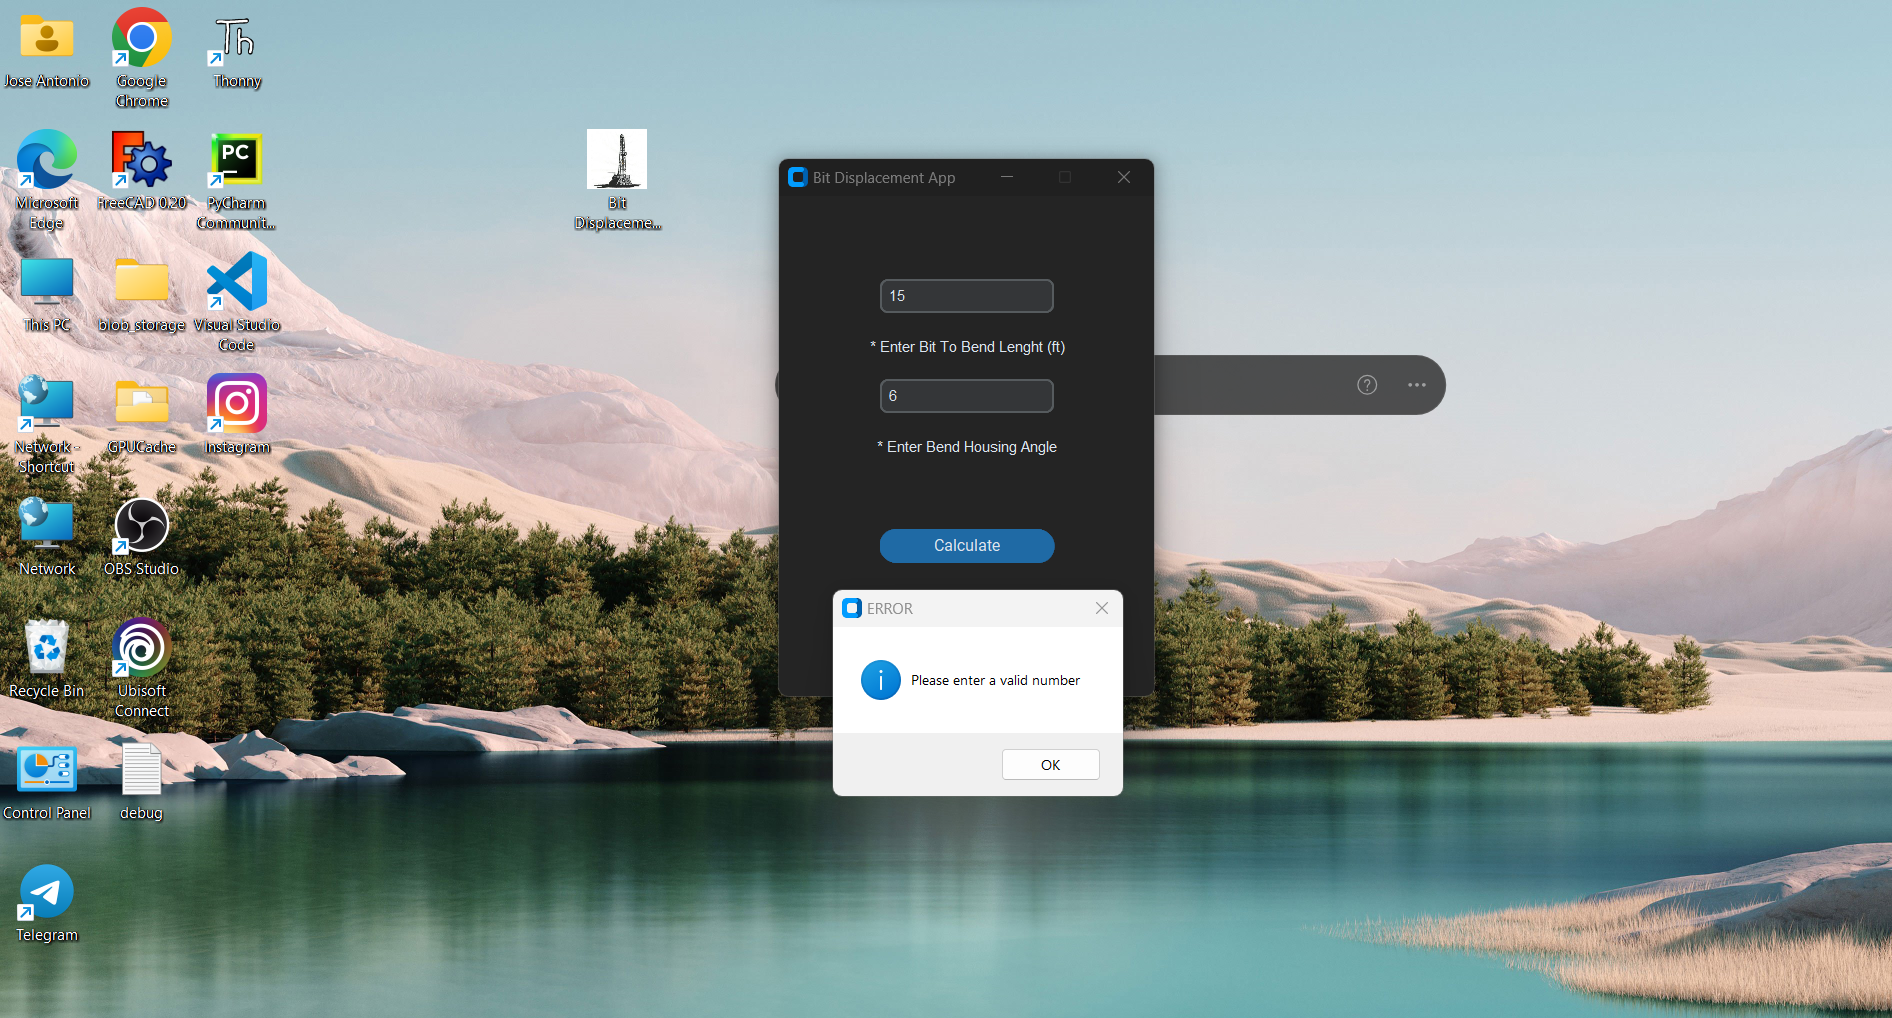 Jose Antonio
Google
Chrome
Th
Thonny
Microsoft
Edge
FreeCAD 0.20
PC
PyCharm
Communit...
Bit
Displaceme...
This PC
blob_storage
Visual Studio
Code
Network -
Shortcut
GPUCache
Instagram
Network
OBS Studio
Recycle Bin
Ubisoft
Connect
Control Panel
debug
Telegram
Bit Displacement App
15
* Enter Bit To Bend Lenght (ft)
6
* Enter Bend Housing Angle
Calculate
ERROR
Please enter a valid number
OK